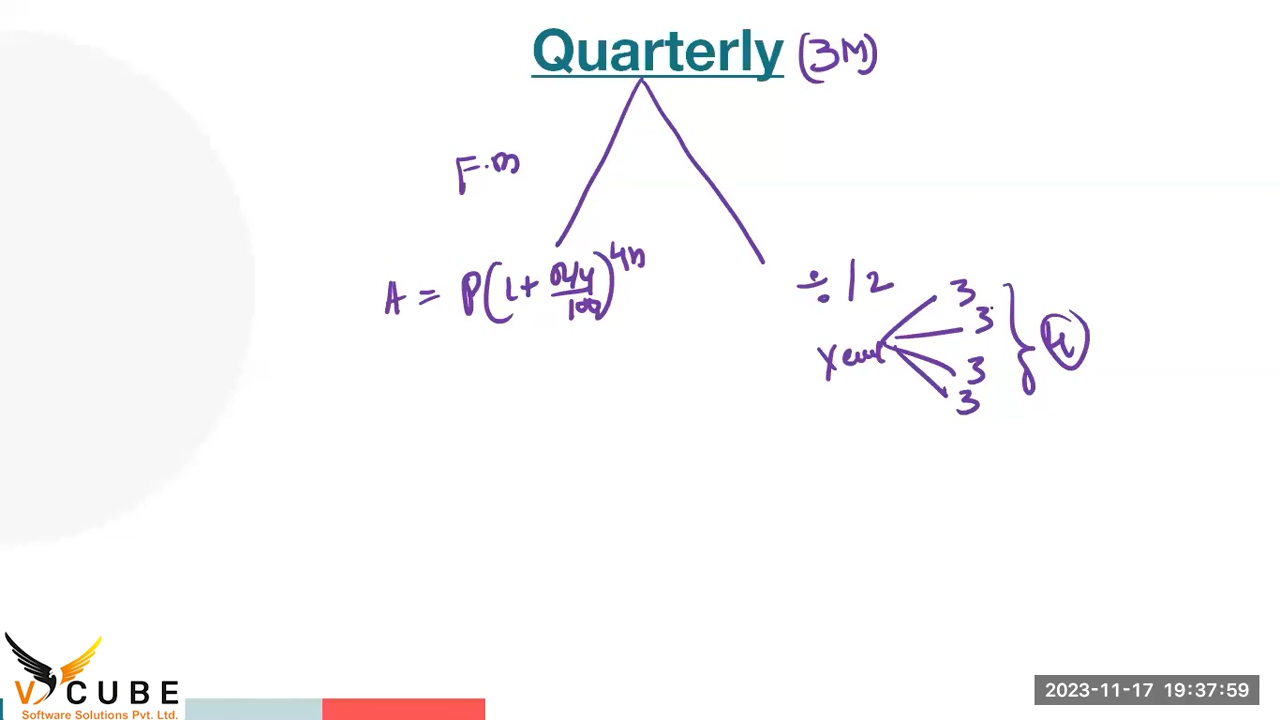 Quarterly (3M)
F.m
A = P(1+ r/4/100)^4n
÷ 12
Year
3
3
3
3
4
V CUBE
Software Solutions Pvt. Ltd.
2023-11-17 19:37:59